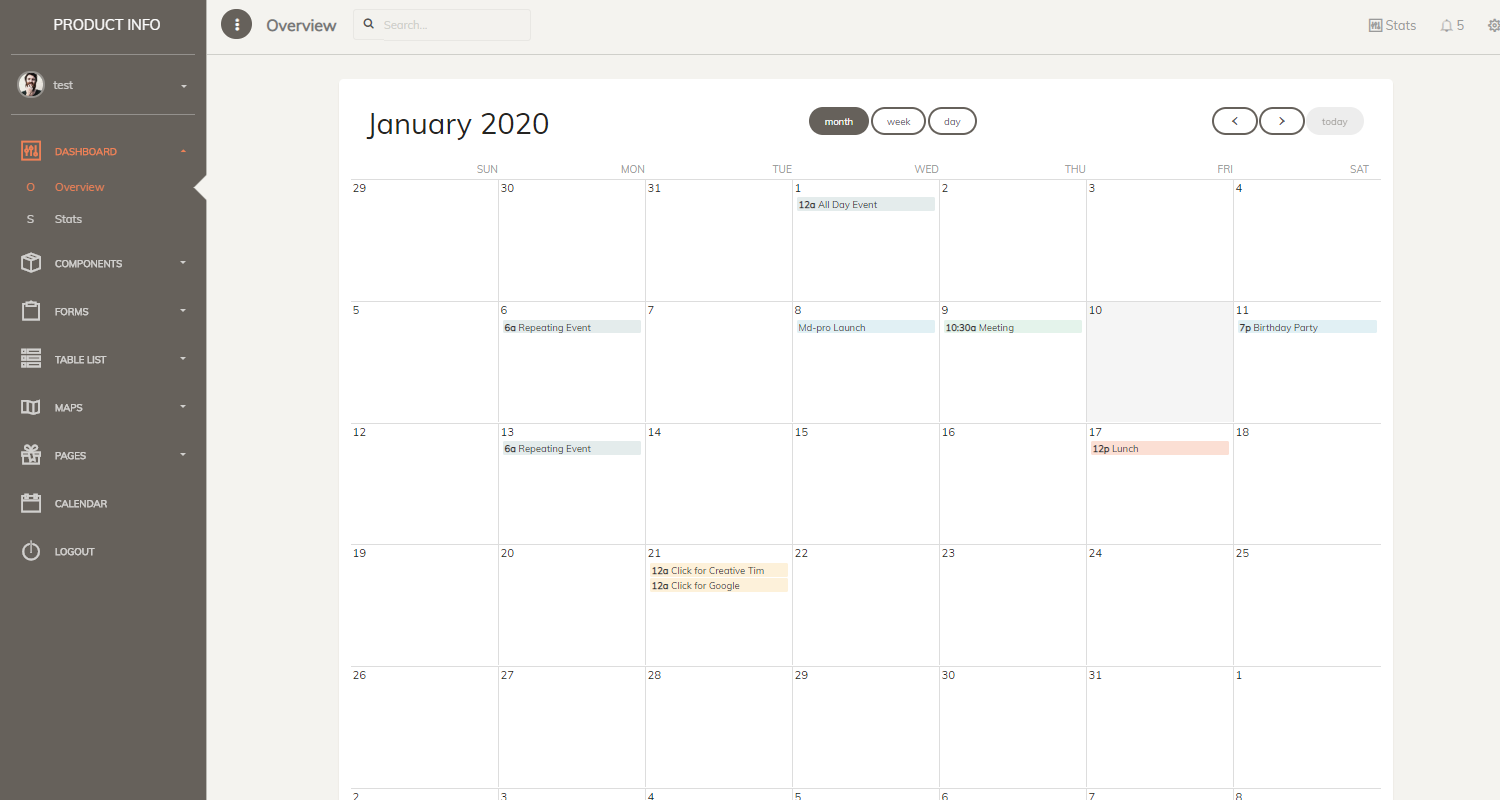 PRODUCT INFO
test
DASHBOARD
O Overview
S Stats
COMPONENTS
FORMS
TABLE LIST
MAPS
PAGES
CALENDAR
LOGOUT
Overview
Search...
Stats
5
January 2020
month week day
today
SUN MON TUE WED THU FRI SAT
29 30 31 1 2 3 4
12a All Day Event
5 6 7 8 9 10 11
6a Repeating Event Md-pro Launch 10:30a Meeting 7p Birthday Party
12 13 14 15 16 17 18
6a Repeating Event 12p Lunch
19 20 21 22 23 24 25
12a Click for Creative Tim
12a Click for Google
26 27 28 29 30 31 1
2 3 4 5 6 7 8